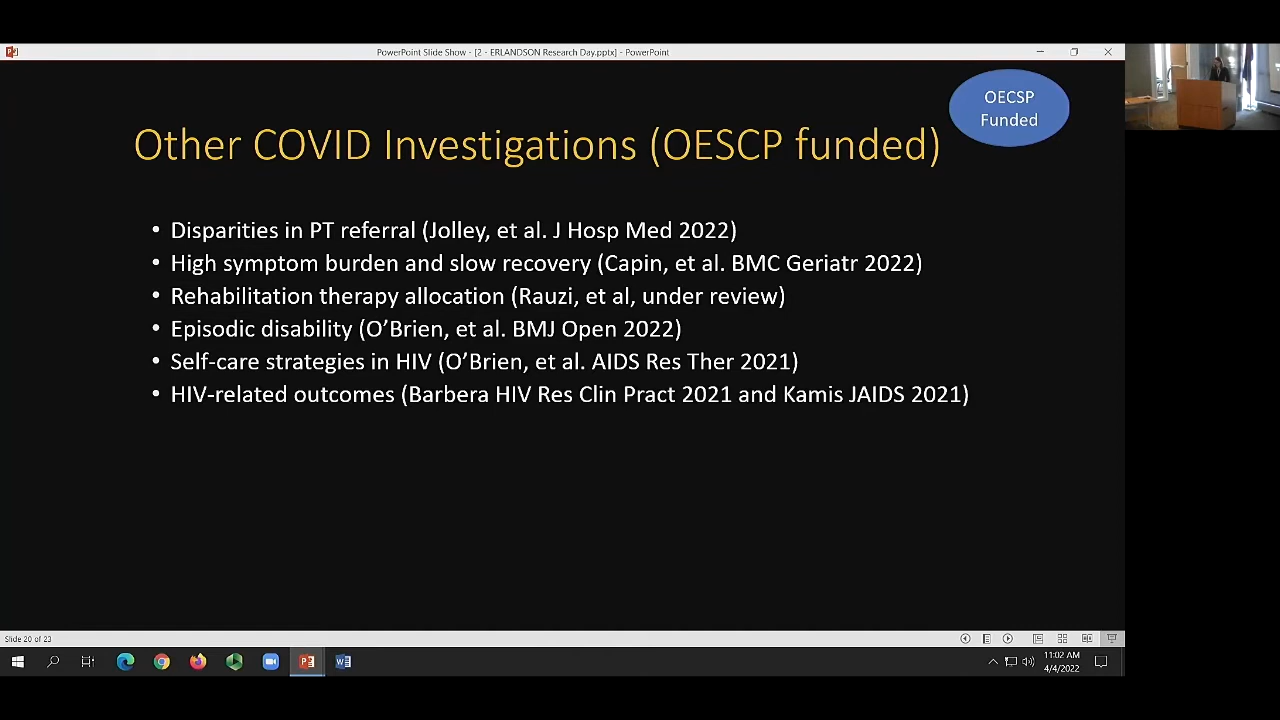 PowerPoint Slide Show - [2 - ERLANDSON Research Day.pptx] - PowerPoint
OECSP
Funded
Other COVID Investigations (OESCP funded)
• Disparities in PT referral (Jolley, et al. J Hosp Med 2022)
• High symptom burden and slow recovery (Capin, et al. BMC Geriatr 2022)
• Rehabilitation therapy allocation (Rauzi, et al, under review)
• Episodic disability (O’Brien, et al. BMJ Open 2022)
• Self-care strategies in HIV (O’Brien, et al. AIDS Res Ther 2021)
• HIV-related outcomes (Barbera HIV Res Clin Pract 2021 and Kamis JAIDS 2021)
Slide 20 of 23
11:02 AM
4/4/2022